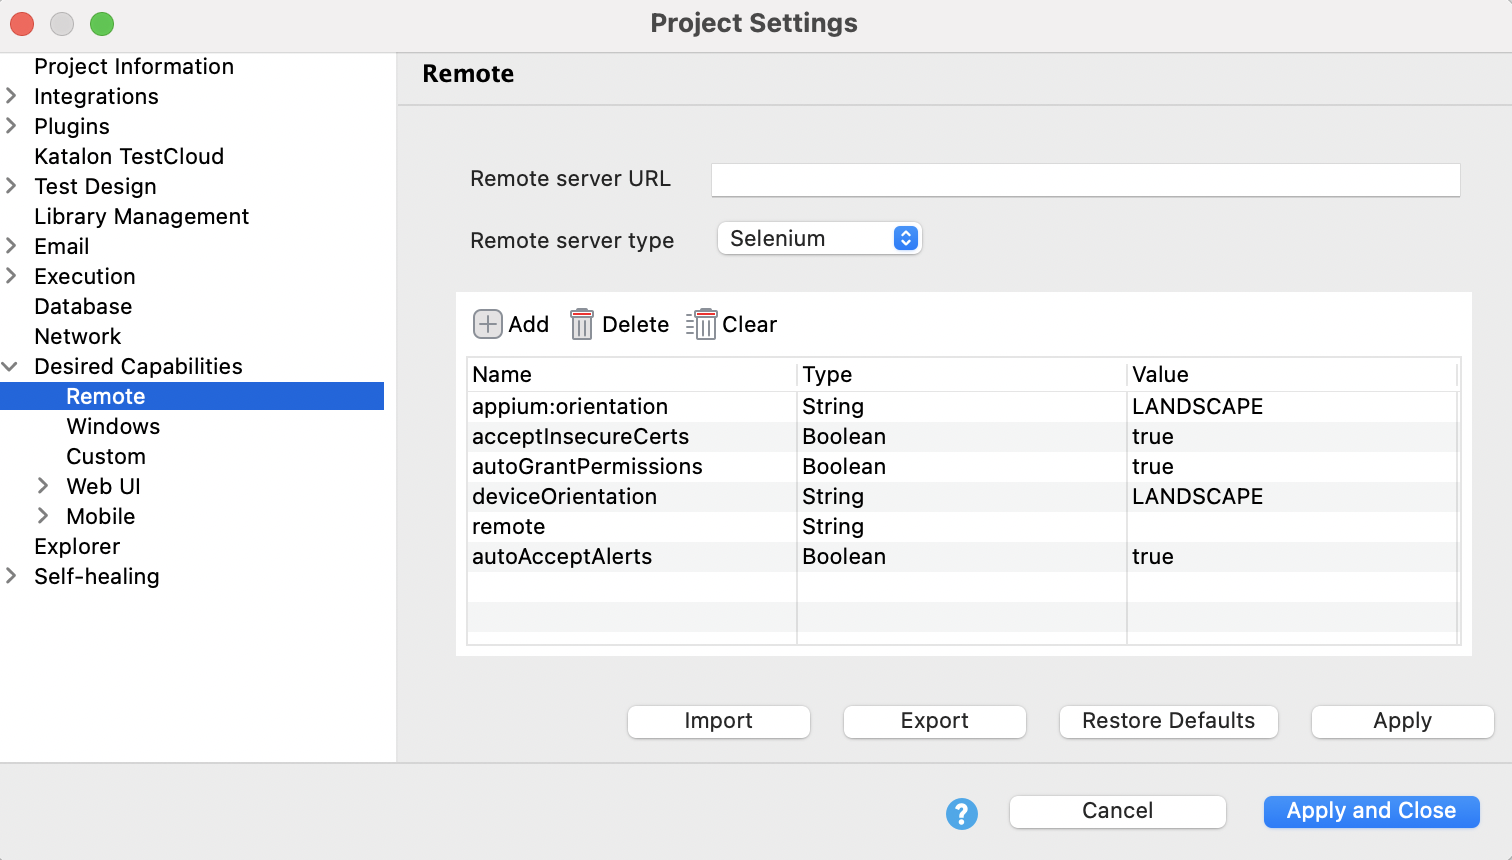 Project Settings
Project Information
Integrations
Plugins
Katalon TestCloud
Test Design
Library Management
Email
Execution
Database
Network
Desired Capabilities
Remote
Windows
Custom
Web UI
Mobile
Explorer
Self-healing
Remote
Remote server URL
Remote server type Selenium
Add Delete Clear
Name Type Value
appium:orientation String LANDSCAPE
acceptInsecureCerts Boolean true
autoGrantPermissions Boolean true
deviceOrientation String LANDSCAPE
remote String
autoAcceptAlerts Boolean true
Import Export Restore Defaults Apply
? Cancel Apply and Close